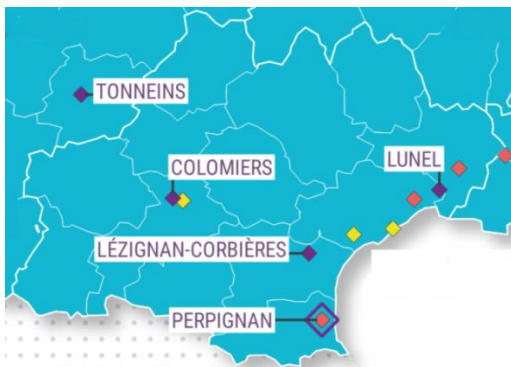 TONNEINS
COLOMIERS
LUNEL
LÉZIGNAN-CORBIÈRES
PERPIGNAN